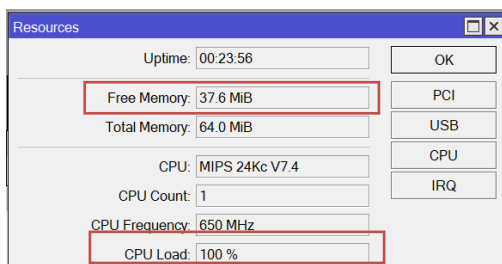 Resources
Uptime: 00:23:56 OK
Free Memory: 37.6 MiB PCI
Total Memory: 64.0 MiB USB
CPU: MIPS 24Kc V7.4 CPU
CPU Count: 1 IRQ
CPU Frequency: 650 MHz
CPU Load: 100 %